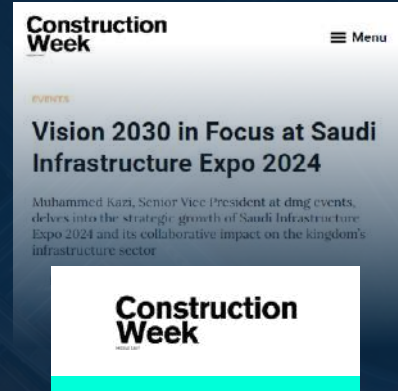 Construction
Week
Menu
EVENTS
Vision 2030 in Focus at Saudi
Infrastructure Expo 2024
Muhammed Kazi, Senior Vice President at dmg events,
delves into the strategic growth of Saudi Infrastructure
Expo 2024 and its collaborative impact on the kingdom's
infrastructure sector
Construction
Week